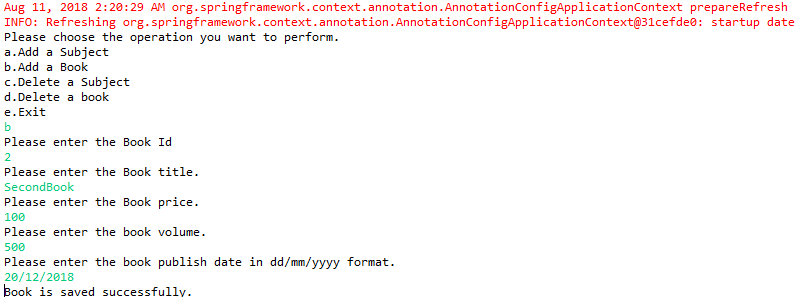 Aug 11, 2018 2:20:29 AM org.springframework.context.annotation.AnnotationConfigApplicationContext prepareRefresh
INFO: Refreshing org.springframework.context.annotation.AnnotationConfigApplicationContext@31cefde0: startup date
Please choose the operation you want to perform.
a.Add a Subject
b.Add a Book
c.Delete a Subject
d.Delete a book
e.Exit
b
Please enter the Book Id
2
Please enter the Book title.
SecondBook
Please enter the Book price.
100
Please enter the book volume.
500
Please enter the book publish date in dd/mm/yyyy format.
20/12/2018
Book is saved successfully.